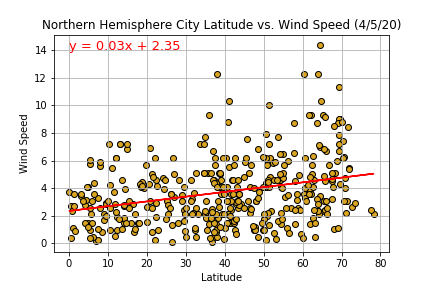 Northern Hemisphere City Latitude vs. Wind Speed (4/5/20)
y = 0.03x + 2.35
14
12
10
8
6
4
2
0
Wind Speed
0 10 20 30 40 50 60 70 80
Latitude